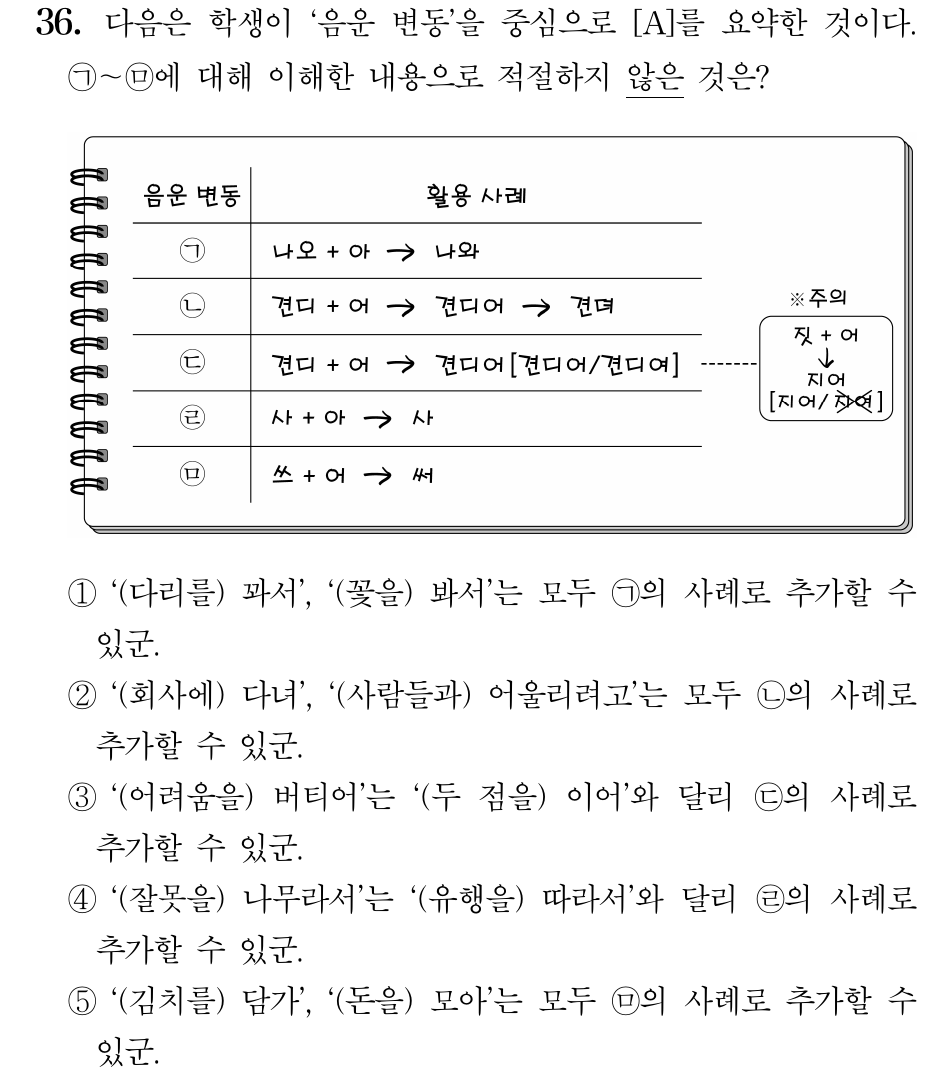 36. 다음은 학생이 ‘음운 변동’을 중심으로 [A]를 요약한 것이다.
㉠~㉤에 대해 이해한 내용으로 적절하지 않은 것은?
음운 변동 활용 사례
㉠ 나오 + 아 → 나와
㉡ 견디 + 어 → 견디어 → 견뎌
㉢ 견디 + 어 → 견디어[견디어/견디여]
㉣ 사 + 아 → 사
㉤ 쓰 + 어 → 써
※주의
짓 + 어
↓
지어
[지어/지여]
① ‘(다리를) 꽈서’, ‘(꽃을) 봐서’는 모두 ㉠의 사례로 추가할 수
있군.
② ‘(회사에) 다녀’, ‘(사람들과) 어울리려고’는 모두 ㉡의 사례로
추가할 수 있군.
③ ‘(어려움을) 버티어’는 ‘(두 점을) 이어’와 달리 ㉢의 사례로
추가할 수 있군.
④ ‘(잘못을) 나무라서’는 ‘(유행을) 따라서’와 달리 ㉣의 사례로
추가할 수 있군.
⑤ ‘(김치를) 담가’, ‘(돈을) 모아’는 모두 ㉤의 사례로 추가할 수
있군.